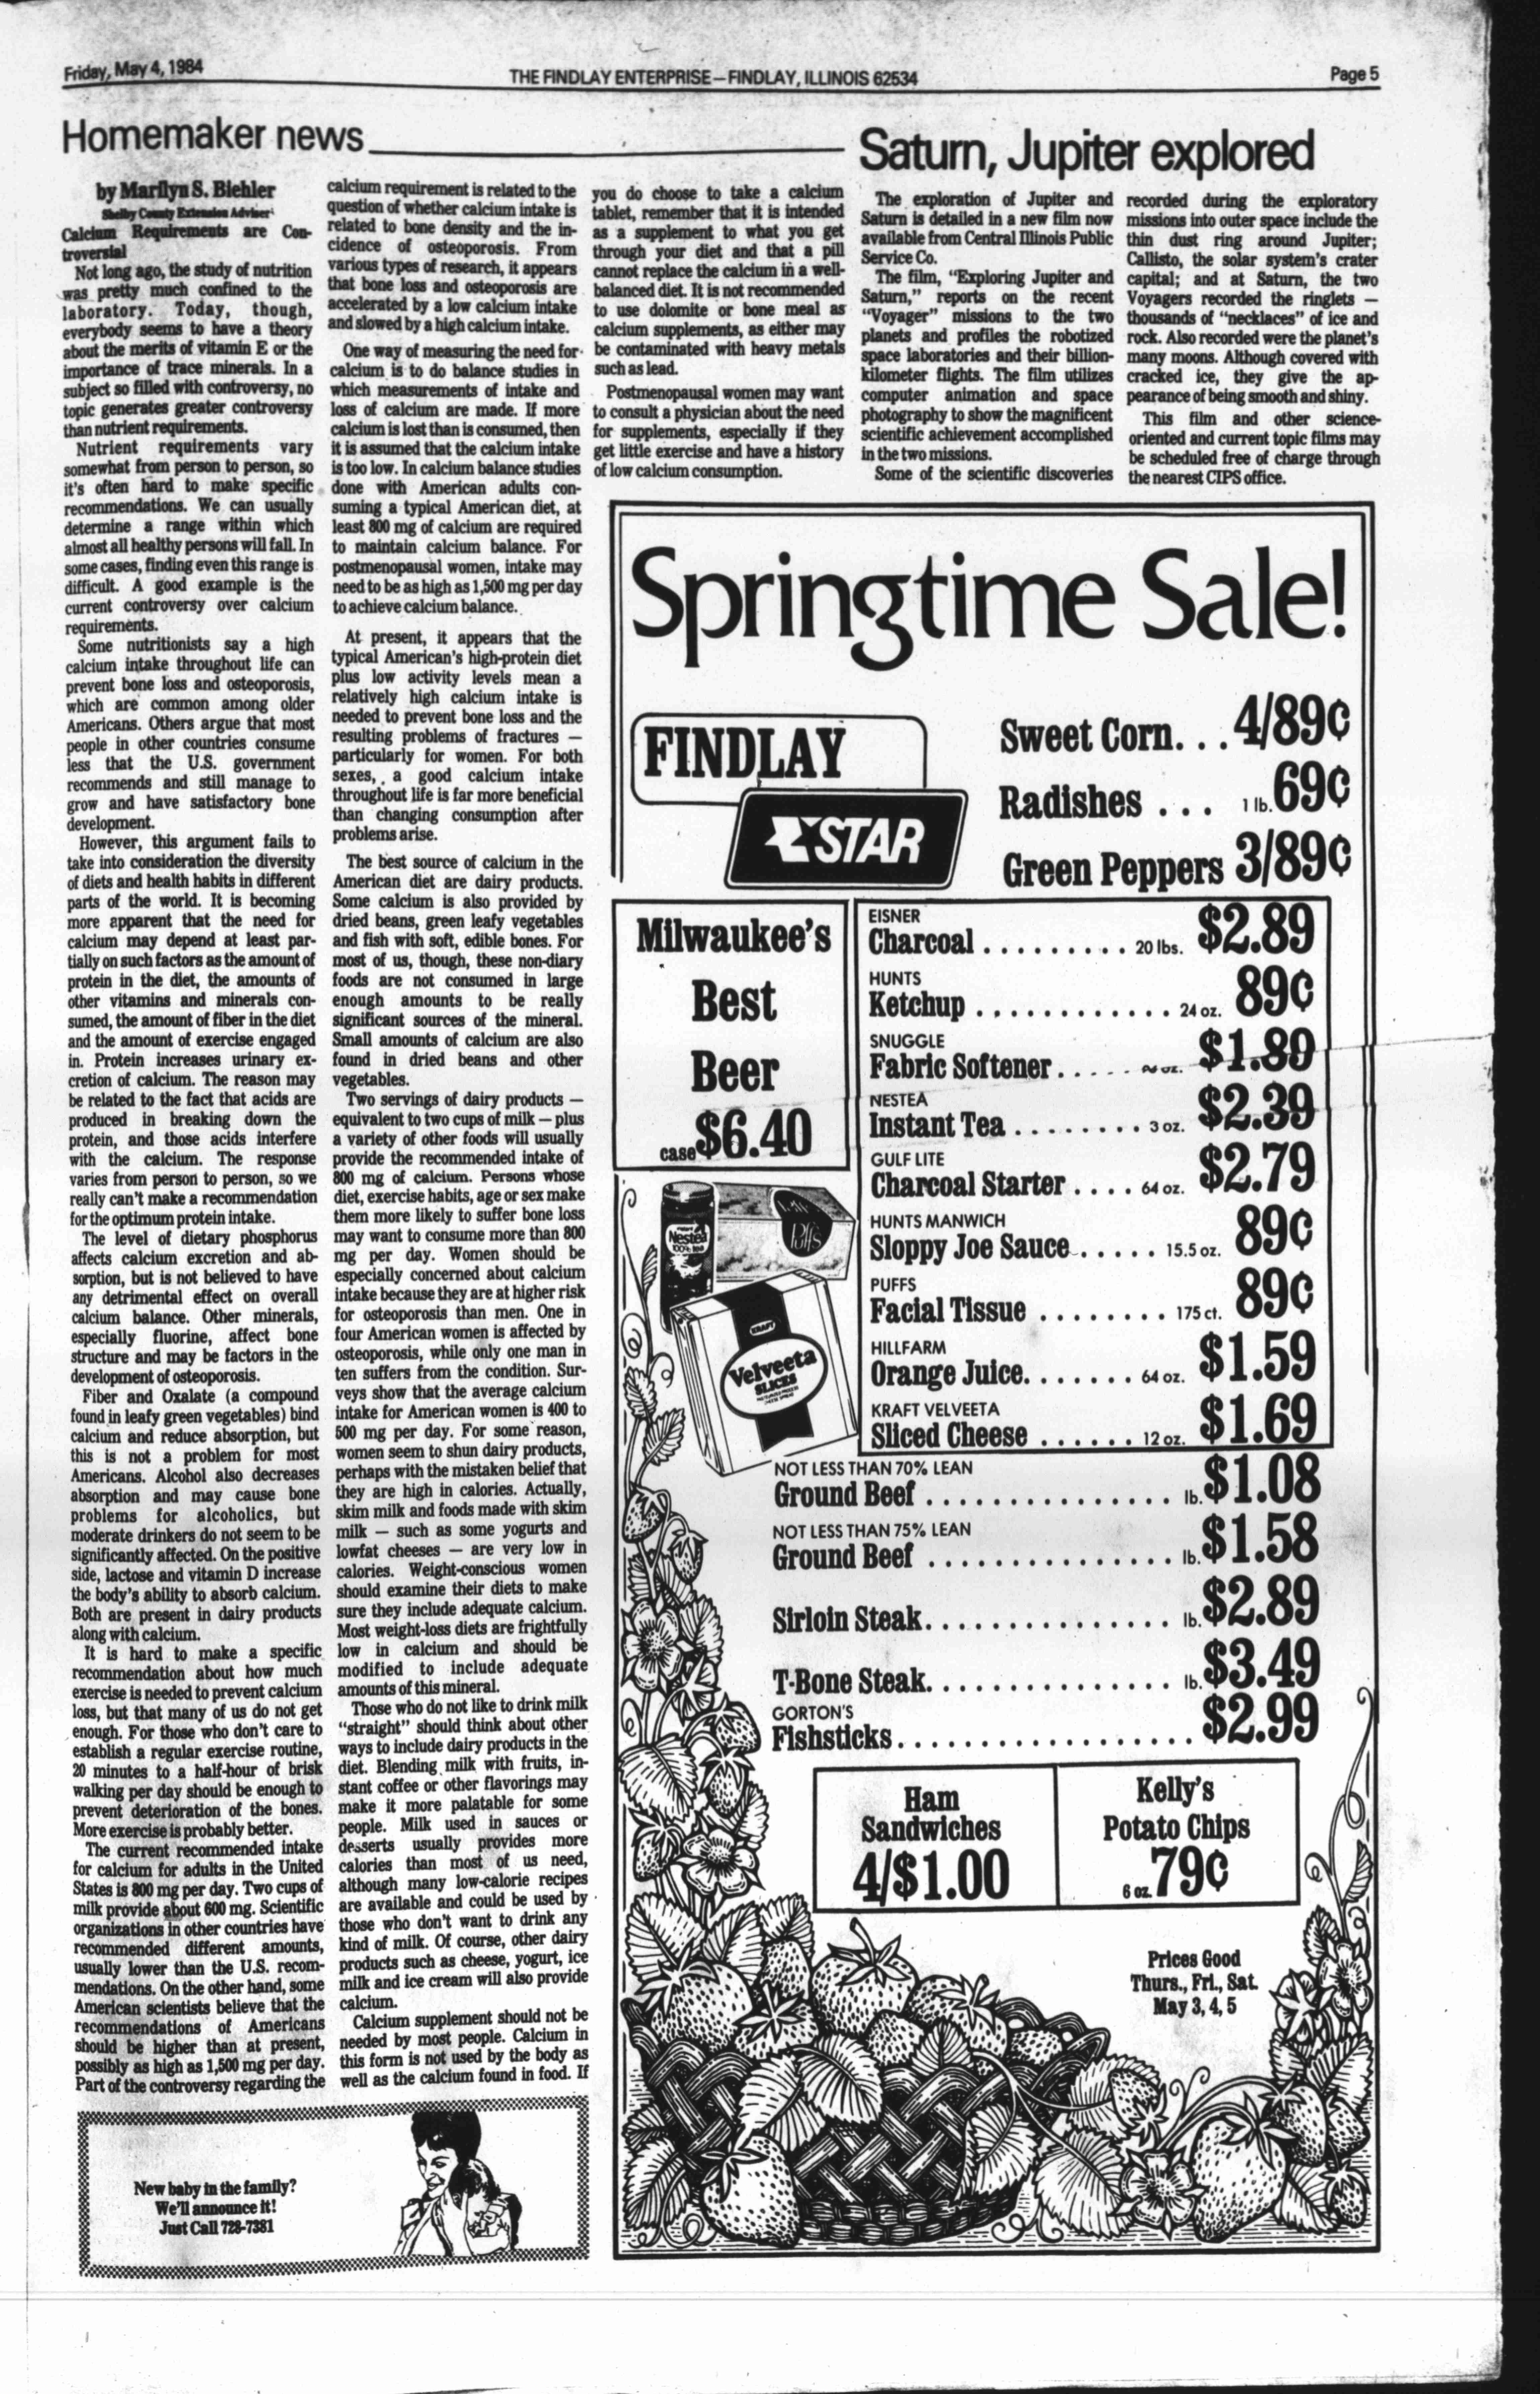 Friday, May 4, 1984
THE FINDLAY ENTERPRISE – FINDLAY, ILLINOIS 62534
Page 5
Homemaker news
by Marilyn S. Biehler
Shelby County Extension Adviser
Calcium Requirements are Con-
troversial
Not long ago, the study of nutrition
was pretty much confined to the
laboratory. Today, though,
everybody seems to have a theory
about the merits of vitamin E or the
importance of trace minerals. In a
subject so filled with controversy, no
topic generates greater controversy
than nutrient requirements.
Nutrient requirements vary
somewhat from person to person, so
it's often hard to make specific
recommendations. We can usually
determine a range within which
almost all healthy persons will fall. In
some cases, finding even this range is
difficult. A good example is the
current controversy over calcium
requirements.
Some nutritionists say a high
calcium intake throughout life can
prevent bone loss and osteoporosis,
which are common among older
Americans. Others argue that most
people in other countries consume
less that the U.S. government
recommends and still manage to
grow and have satisfactory bone
development.
However, this argument fails to
take into consideration the diversity
of diets and health habits in different
parts of the world. It is becoming
more apparent that the need for
calcium may depend at least par-
tially on such factors as the amount of
protein in the diet, the amounts of
other vitamins and minerals con-
sumed, the amount of fiber in the diet
and the amount of exercise engaged
in. Protein increases urinary ex-
cretion of calcium. The reason may
be related to the fact that acids are
produced in breaking down the
protein, and those acids interfere
with the calcium. The response
varies from person to person, so we
really can't make a recommendation
for the optimum protein intake.
The level of dietary phosphorus
affects calcium excretion and ab-
sorption, but is not believed to have
any detrimental effect on overall
calcium balance. Other minerals,
especially fluorine, affect bone
structure and may be factors in the
development of osteoporosis.
Fiber and Oxalate (a compound
found in leafy green vegetables) bind
calcium and reduce absorption, but
this is not a problem for most
Americans. Alcohol also decreases
absorption and may cause bone
problems for alcoholics, but
moderate drinkers do not seem to be
significantly affected. On the positive
side, lactose and vitamin D increase
the body's ability to absorb calcium.
Both are present in dairy products
along with calcium.
It is hard to make a specific
recommendation about how much
exercise is needed to prevent calcium
loss, but that many of us do not get
enough. For those who don't care to
establish a regular exercise routine,
20 minutes to a half-hour of brisk
walking per day should be enough to
prevent deterioration of the bones.
More exercise is probably better.
The current recommended intake
for calcium for adults in the United
States is 800 mg per day. Two cups of
milk provide about 600 mg. Scientific
organizations in other countries have
recommended different amounts,
usually lower than the U.S. recom-
mendations. On the other hand, some
American scientists believe that the
recommendations of Americans
should be higher than at present,
possibly as high as 1,500 mg per day.
Part of the controversy regarding the
calcium requirement is related to the
question of whether calcium intake is
related to bone density and the in-
cidence of osteoporosis. From
various types of research, it appears
that bone loss and osteoporosis are
accelerated by a low calcium intake
and slowed by a high calcium intake.
One way of measuring the need for
calcium is to do balance studies in
which measurements of intake and
loss of calcium are made. If more
calcium is lost than is consumed, then
it is assumed that the calcium intake
is too low. In calcium balance studies
done with American adults con-
suming a typical American diet, at
least 800 mg of calcium are required
to maintain calcium balance. For
postmenopausal women, intake may
need to be as high as 1,500 mg per day
to achieve calcium balance.
At present, it appears that the
typical American's high-protein diet
plus low activity levels mean a
relatively high calcium intake is
needed to prevent bone loss and the
resulting problems of fractures —
particularly for women. For both
sexes, a good calcium intake
throughout life is far more beneficial
than changing consumption after
problems arise.
The best source of calcium in the
American diet are dairy products.
Some calcium is also provided by
dried beans, green leafy vegetables
and fish with soft, edible bones. For
most of us, though, these non-diary
foods are not consumed in large
enough amounts to be really
significant sources of the mineral.
Small amounts of calcium are also
found in dried beans and other
vegetables.
Two servings of dairy products —
equivalent to two cups of milk — plus
a variety of other foods will usually
provide the recommended intake of
800 mg of calcium. Persons whose
diet, exercise habits, age or sex make
them more likely to suffer bone loss
may want to consume more than 800
mg per day. Women should be
especially concerned about calcium
intake because they are at higher risk
for osteoporosis than men. One in
four American women is affected by
osteoporosis, while only one man in
ten suffers from the condition. Sur-
veys show that the average calcium
intake for American women is 400 to
500 mg per day. For some reason,
women seem to shun dairy products,
perhaps with the mistaken belief that
they are high in calories. Actually,
skim milk and foods made with skim
milk — such as some yogurts and
lowfat cheeses — are very low in
calories. Weight-conscious women
should examine their diets to make
sure they include adequate calcium.
Most weight-loss diets are frightfully
low in calcium and should be
modified to include adequate
amounts of this mineral.
Those who do not like to drink milk
"straight" should think about other
ways to include dairy products in the
diet. Blending milk with fruits, in-
stant coffee or other flavorings may
make it more palatable for some
people. Milk used in sauces or
desserts usually provides more
calories than most of us need,
although many low-calorie recipes
are available and could be used by
those who don't want to drink any
kind of milk. Of course, other dairy
products such as cheese, yogurt, ice
milk and ice cream will also provide
calcium.
Calcium supplement should not be
needed by most people. Calcium in
this form is not used by the body as
well as the calcium found in food. If
you do choose to take a calcium
tablet, remember that it is intended
as a supplement to what you get
through your diet and that a pill
cannot replace the calcium in a well-
balanced diet. It is not recommended
to use dolomite or bone meal as
calcium supplements, as either may
be contaminated with heavy metals
such as lead.
Postmenopausal women may want
to consult a physician about the need
for supplements, especially if they
get little exercise and have a history
of low calcium consumption.
Saturn, Jupiter explored
The exploration of Jupiter and
Saturn is detailed in a new film now
available from Central Illinois Public
Service Co.
The film, "Exploring Jupiter and
Saturn," reports on the recent
"Voyager" missions to the two
planets and profiles the robotized
space laboratories and their billion-
kilometer flights. The film utilizes
computer animation and space
photography to show the magnificent
scientific achievement accomplished
in the two missions.
Some of the scientific discoveries
recorded during the exploratory
missions into outer space include the
thin dust ring around Jupiter;
Callisto, the solar system's crater
capital; and at Saturn, the two
Voyagers recorded the ringlets —
thousands of "necklaces" of ice and
rock. Also recorded were the planet's
many moons. Although covered with
cracked ice, they give the ap-
pearance of being smooth and shiny.
This film and other science-
oriented and current topic films may
be scheduled free of charge through
the nearest CIPS office.
Springtime Sale!
FINDLAY
STAR
Sweet Corn. . . 4/89¢
Radishes . . . 1 lb. 69¢
Green Peppers 3/89¢
Milwaukee's
Best
Beer
case $6.40
EISNER
Charcoal . . . . . . . . . 20 lbs. $2.89
HUNTS
Ketchup . . . . . . . . . . . . 24 oz. 89¢
SNUGGLE
Fabric Softener . . . . . oz. $1.89
NESTEA
Instant Tea . . . . . . . . 3 oz. $2.39
GULF LITE
Charcoal Starter . . . . 64 oz. $2.79
HUNTS MANWICH
Sloppy Joe Sauce . . . . . 15.5 oz. 89¢
PUFFS
Facial Tissue . . . . . . . . 175 ct. 89¢
HILLFARM
Orange Juice. . . . . . . 64 oz. $1.59
KRAFT VELVEETA
Sliced Cheese . . . . . . 12 oz. $1.69
Nestea
100% tea
Puffs
KRAFT
Velveeta
SLICES
NOT LESS THAN 70% LEAN
Ground Beef . . . . . . . . . . . . . . . lb. $1.08
NOT LESS THAN 75% LEAN
Ground Beef . . . . . . . . . . . . . . . lb. $1.58
Sirloin Steak. . . . . . . . . . . . . . . lb. $2.89
T-Bone Steak. . . . . . . . . . . . . . . lb. $3.49
GORTON'S
Fishsticks. . . . . . . . . . . . . . . . . . $2.99
Ham
Sandwiches
4/$1.00
Kelly's
Potato Chips
6 oz. 79¢
Prices Good
Thurs., Fri., Sat.
May 3, 4, 5
New baby in the family?
We'll announce it!
Just Call 728-7381